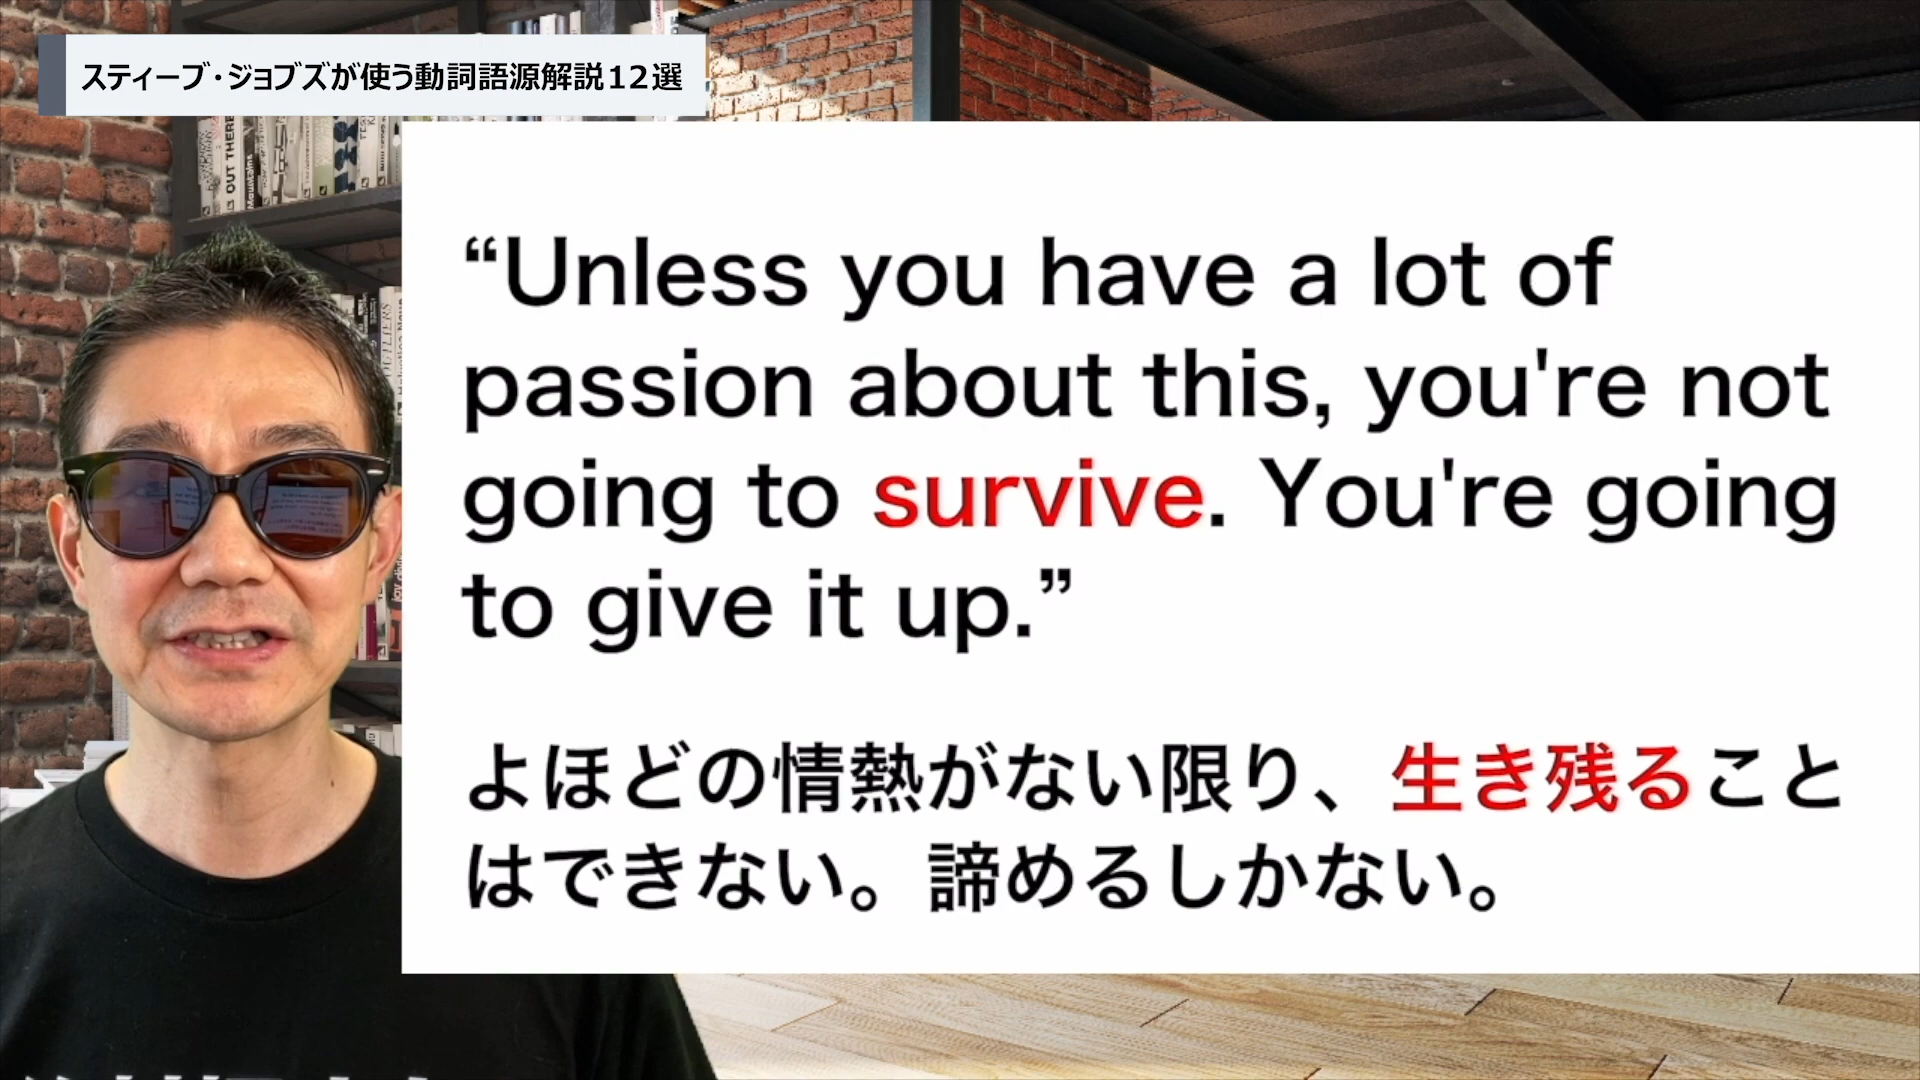 スティーブ・ジョブズが使う動詞語源解説12選
OUT THERE
Mountains
“Unless you have a lot of
passion about this, you're not
going to survive. You're going
to give it up.”
よほどの情熱がない限り、生き残ること
はできない。諦めるしかない。